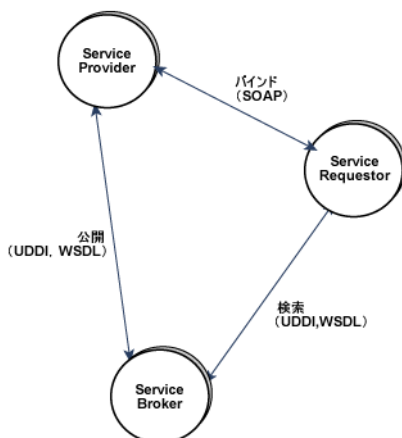 Service
Provider
バインド
（SOAP）
Service
Requestor
公開
（UDDI, WSDL）
検索
（UDDI,WSDL）
Service
Broker